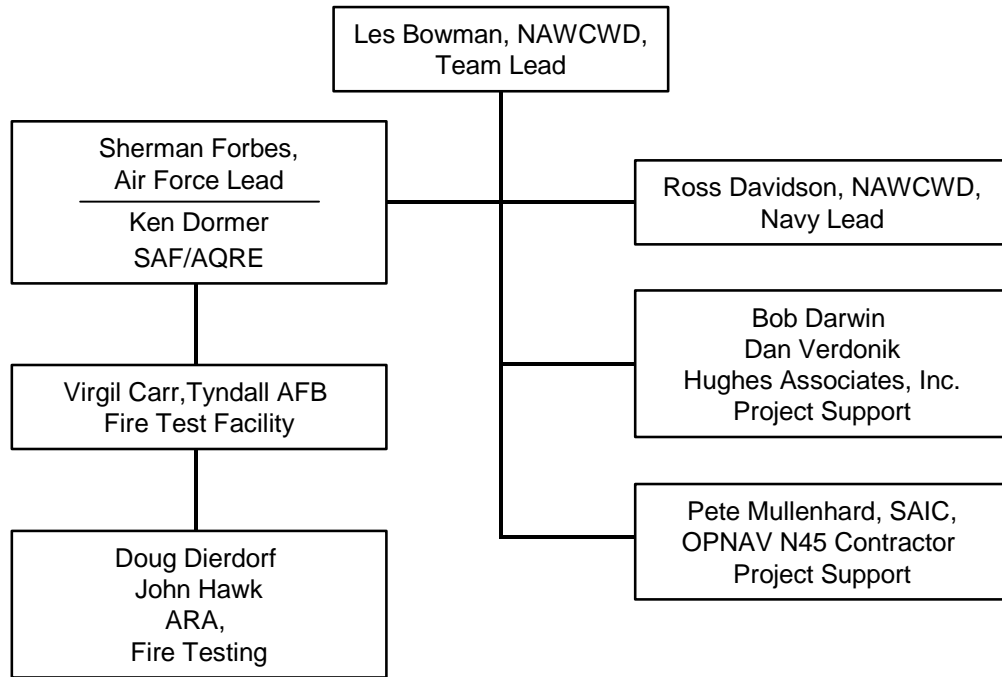 Les Bowman, NAWCWD,
Team Lead
Sherman Forbes,
Air Force Lead
Ken Dormer
SAF/AQRE
Ross Davidson, NAWCWD,
Navy Lead
Virgil Carr,Tyndall AFB
Fire Test Facility
Bob Darwin
Dan Verdonik
Hughes Associates, Inc.
Project Support
Doug Dierdorf
John Hawk
ARA,
Fire Testing
Pete Mullenhard, SAIC,
OPNAV N45 Contractor
Project Support